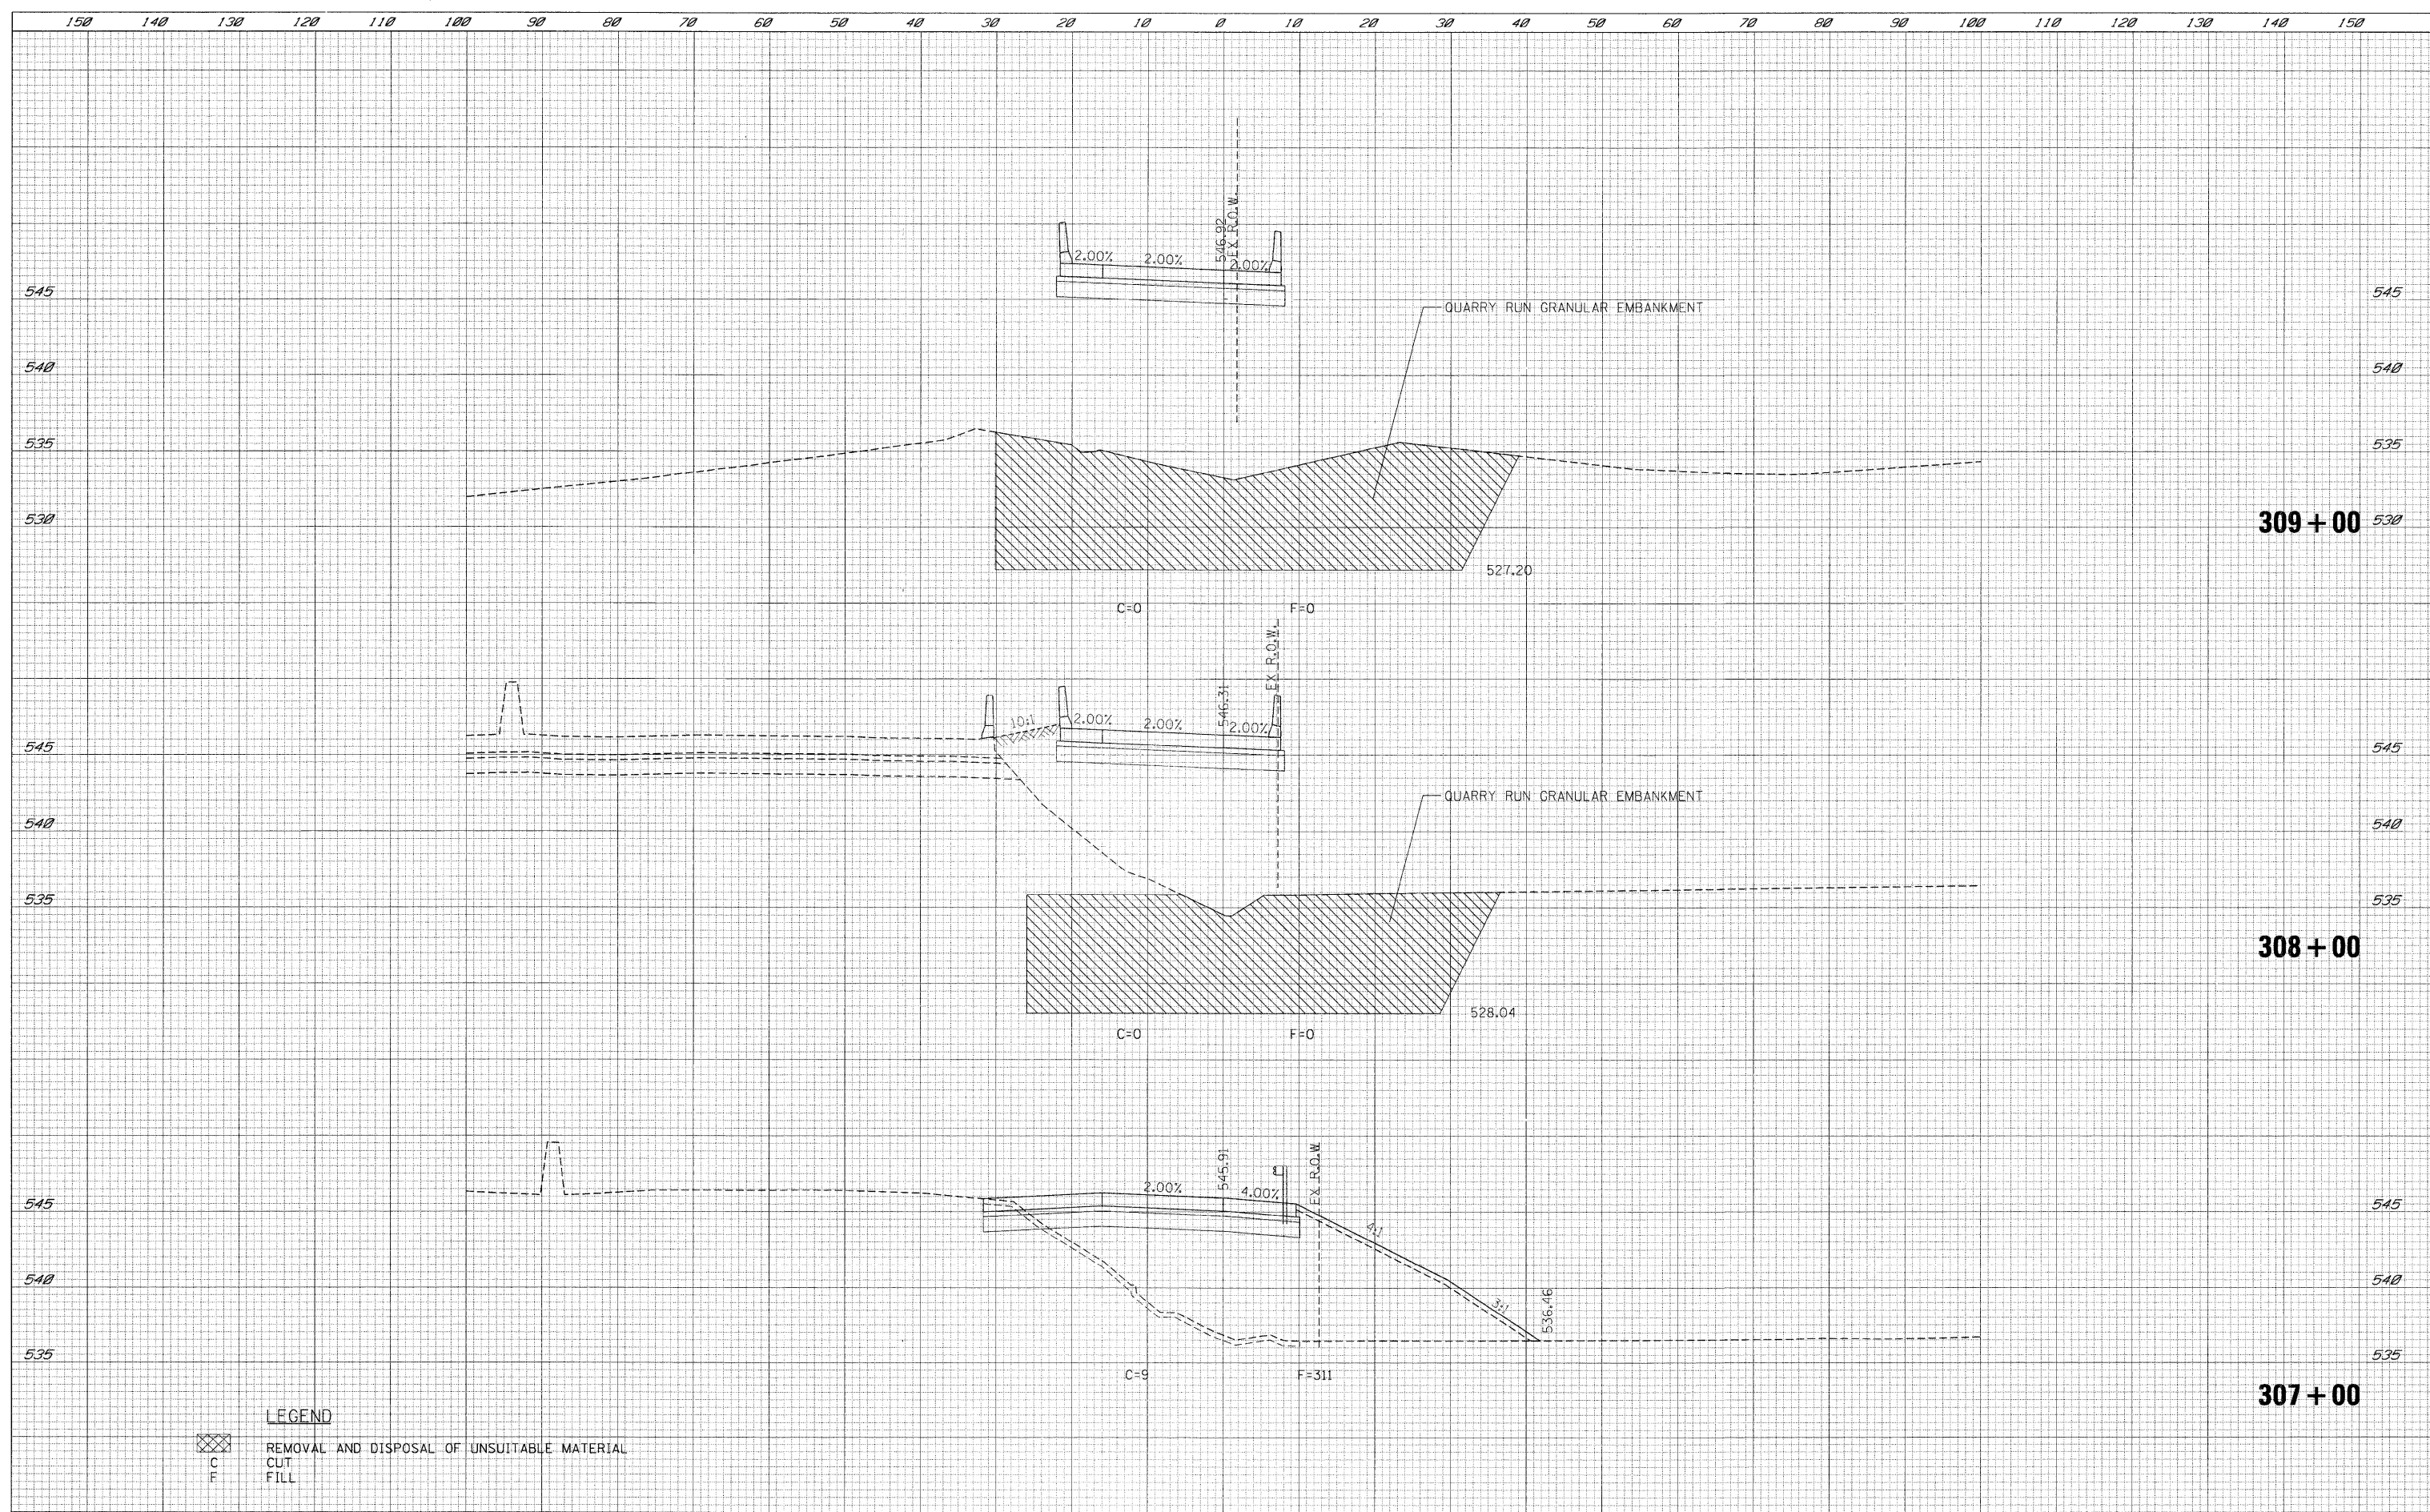 150 140 130 120 110 100 90 80 70 60 50 40 30 20 10 0 10 20 30 40 50 60 70 80 90 100 110 120 130 140 150
546.92
EX R.O.W.
2.00% 2.00% 2.00%
545 545
QUARRY RUN GRANULAR EMBANKMENT
540 540
535 535
530 309+00 530
527.20
C=0 F=0
EX R.O.W.
546.31
10:1 2.00% 2.00% 2.00%
545 545
QUARRY RUN GRANULAR EMBANKMENT
540 540
535 535
308+00
528.04
C=0 F=0
545.91
EX R.O.W
2.00% 4.00%
545 545
4:1
540 540
3:1
536.46
535 535
C=9 F=311
307+00
LEGEND
REMOVAL AND DISPOSAL OF UNSUITABLE MATERIAL
C CUT
F FILL